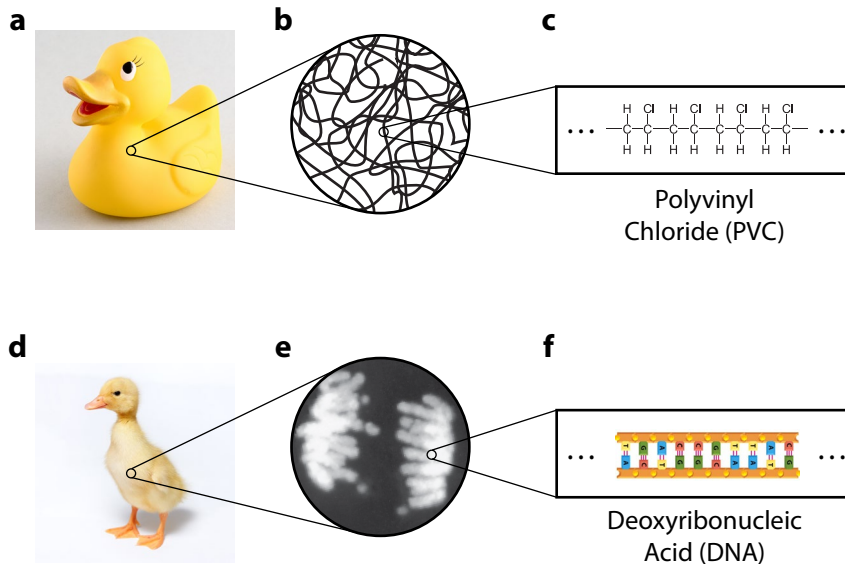 a
b
c
H Cl H Cl H Cl H Cl
... C C C C C C C C ...
H H H H H H H H
Polyvinyl
Chloride (PVC)
d
e
f
T G A C C G T T A C
... A C T G G C A A T G ...
Deoxyribonucleic
Acid (DNA)